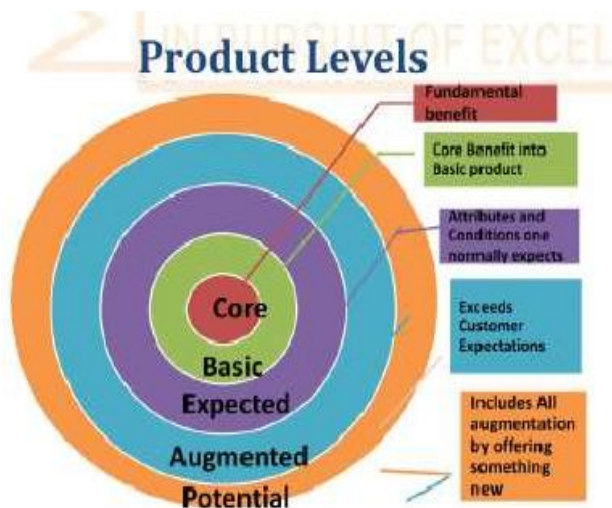 IN PURSUIT OF EXCEL
Product Levels
Fundamental
benefit
Core Benefit into
Basic product
Attributes and
Conditions one
normally expects
Exceeds
Customer
Expectations
Includes All
augmentation
by offering
something
new
Core
Basic
Expected
Augmented
Potential